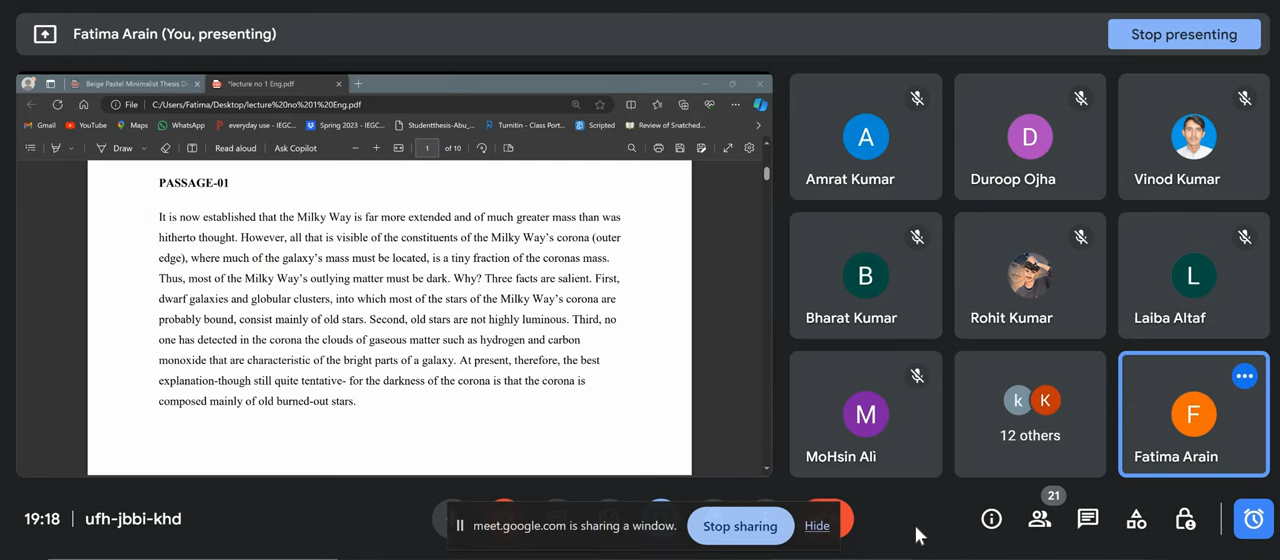 Fatima Arain (You, presenting)
Stop presenting
Beige Pastel Minimalist Thesis D
*lecture no 1 Eng.pdf
File
C:/Users/Fatima/Desktop/lecture%20no%201%20Eng.pdf
Gmail
YouTube
Maps
WhatsApp
everyday use - IEGC...
Spring 2023 - IESC...
Studentthesis-Abu_...
Turnitin - Class Port...
Scripted
Review of Snatched...
Draw
Read aloud
Ask Copilot
1
of 10
PASSAGE-01
It is now established that the Milky Way is far more extended and of much greater mass than was
hitherto thought. However, all that is visible of the constituents of the Milky Way's corona (outer
edge), where much of the galaxy's mass must be located, is a tiny fraction of the coronas mass.
Thus, most of the Milky Way's outlying matter must be dark. Why? Three facts are salient. First,
dwarf galaxies and globular clusters, into which most of the stars of the Milky Way's corona are
probably bound, consist mainly of old stars. Second, old stars are not highly luminous. Third, no
one has detected in the corona the clouds of gaseous matter such as hydrogen and carbon
monoxide that are characteristic of the bright parts of a galaxy. At present, therefore, the best
explanation-though still quite tentative- for the darkness of the corona is that the corona is
composed mainly of old burned-out stars.
A
Amrat Kumar
D
Duroop Ojha
Vinod Kumar
B
Bharat Kumar
Rohit Kumar
L
Laiba Altaf
M
MoHsin Ali
k
K
12 others
F
Fatima Arain
19:18
ufh-jbbi-khd
meet.google.com is sharing a window.
Stop sharing
Hide
21